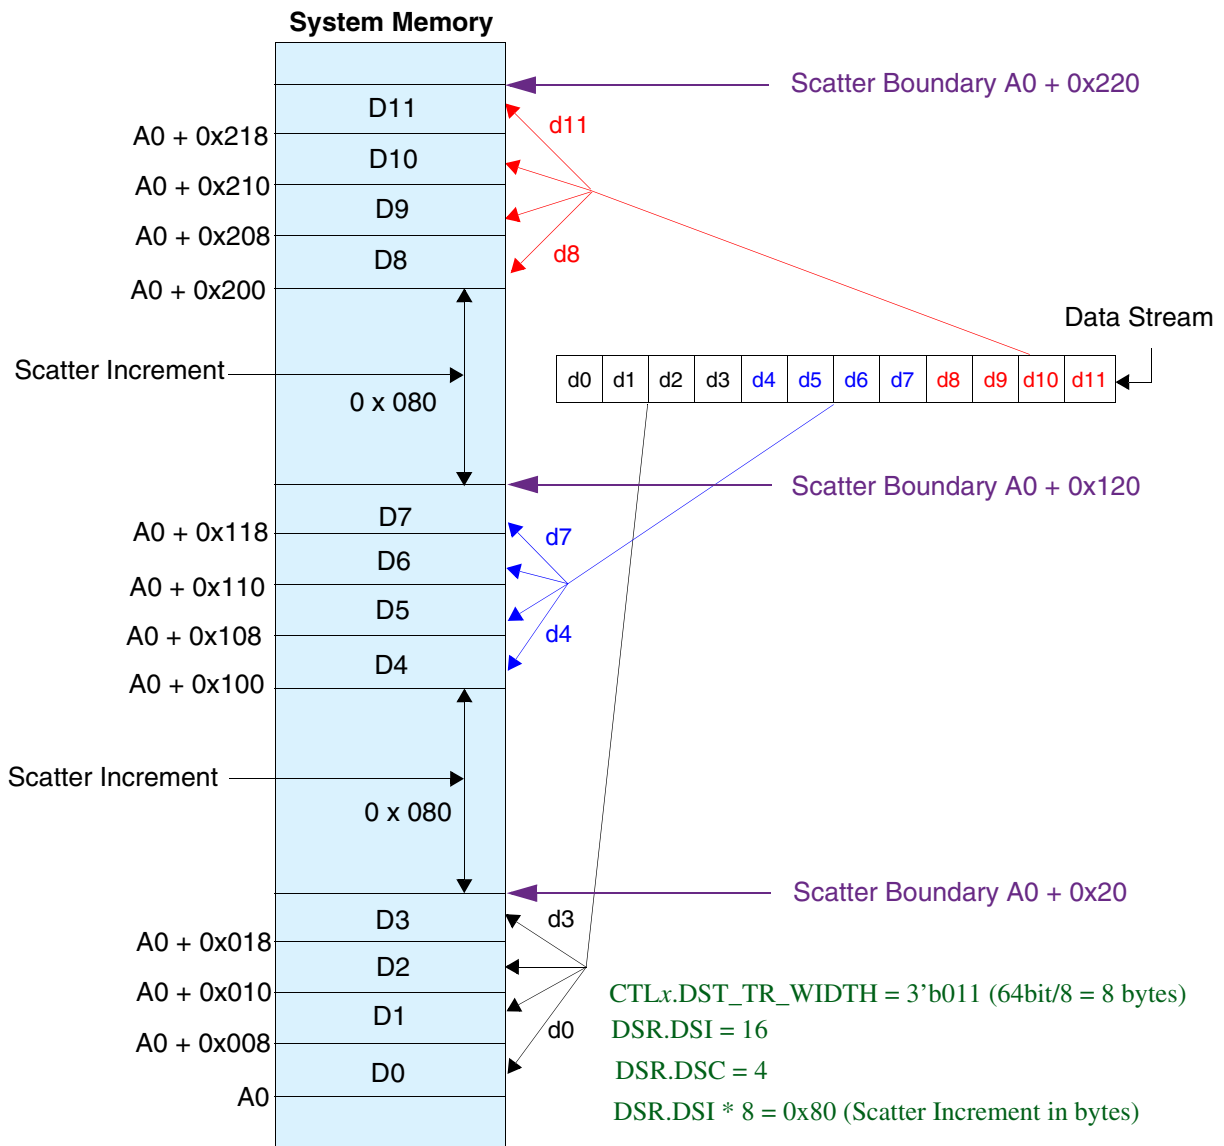 System Memory
Scatter Boundary A0 + 0x220
D11
d11
A0 + 0x218
D10
A0 + 0x210
D9
A0 + 0x208
d8
D8
A0 + 0x200
Data Stream
Scatter Increment
d0 d1 d2 d3 d4 d5 d6 d7 d8 d9 d10 d11
0 x 080
Scatter Boundary A0 + 0x120
D7
A0 + 0x118
d7
D6
A0 + 0x110
D5
A0 + 0x108
d4
D4
A0 + 0x100
Scatter Increment
0 x 080
Scatter Boundary A0 + 0x20
D3
d3
A0 + 0x018
D2
A0 + 0x010
CTLx.DST_TR_WIDTH = 3’b011 (64bit/8 = 8 bytes)
D1
d0
DSR.DSI = 16
A0 + 0x008
D0
DSR.DSC = 4
A0
DSR.DSI * 8 = 0x80 (Scatter Increment in bytes)